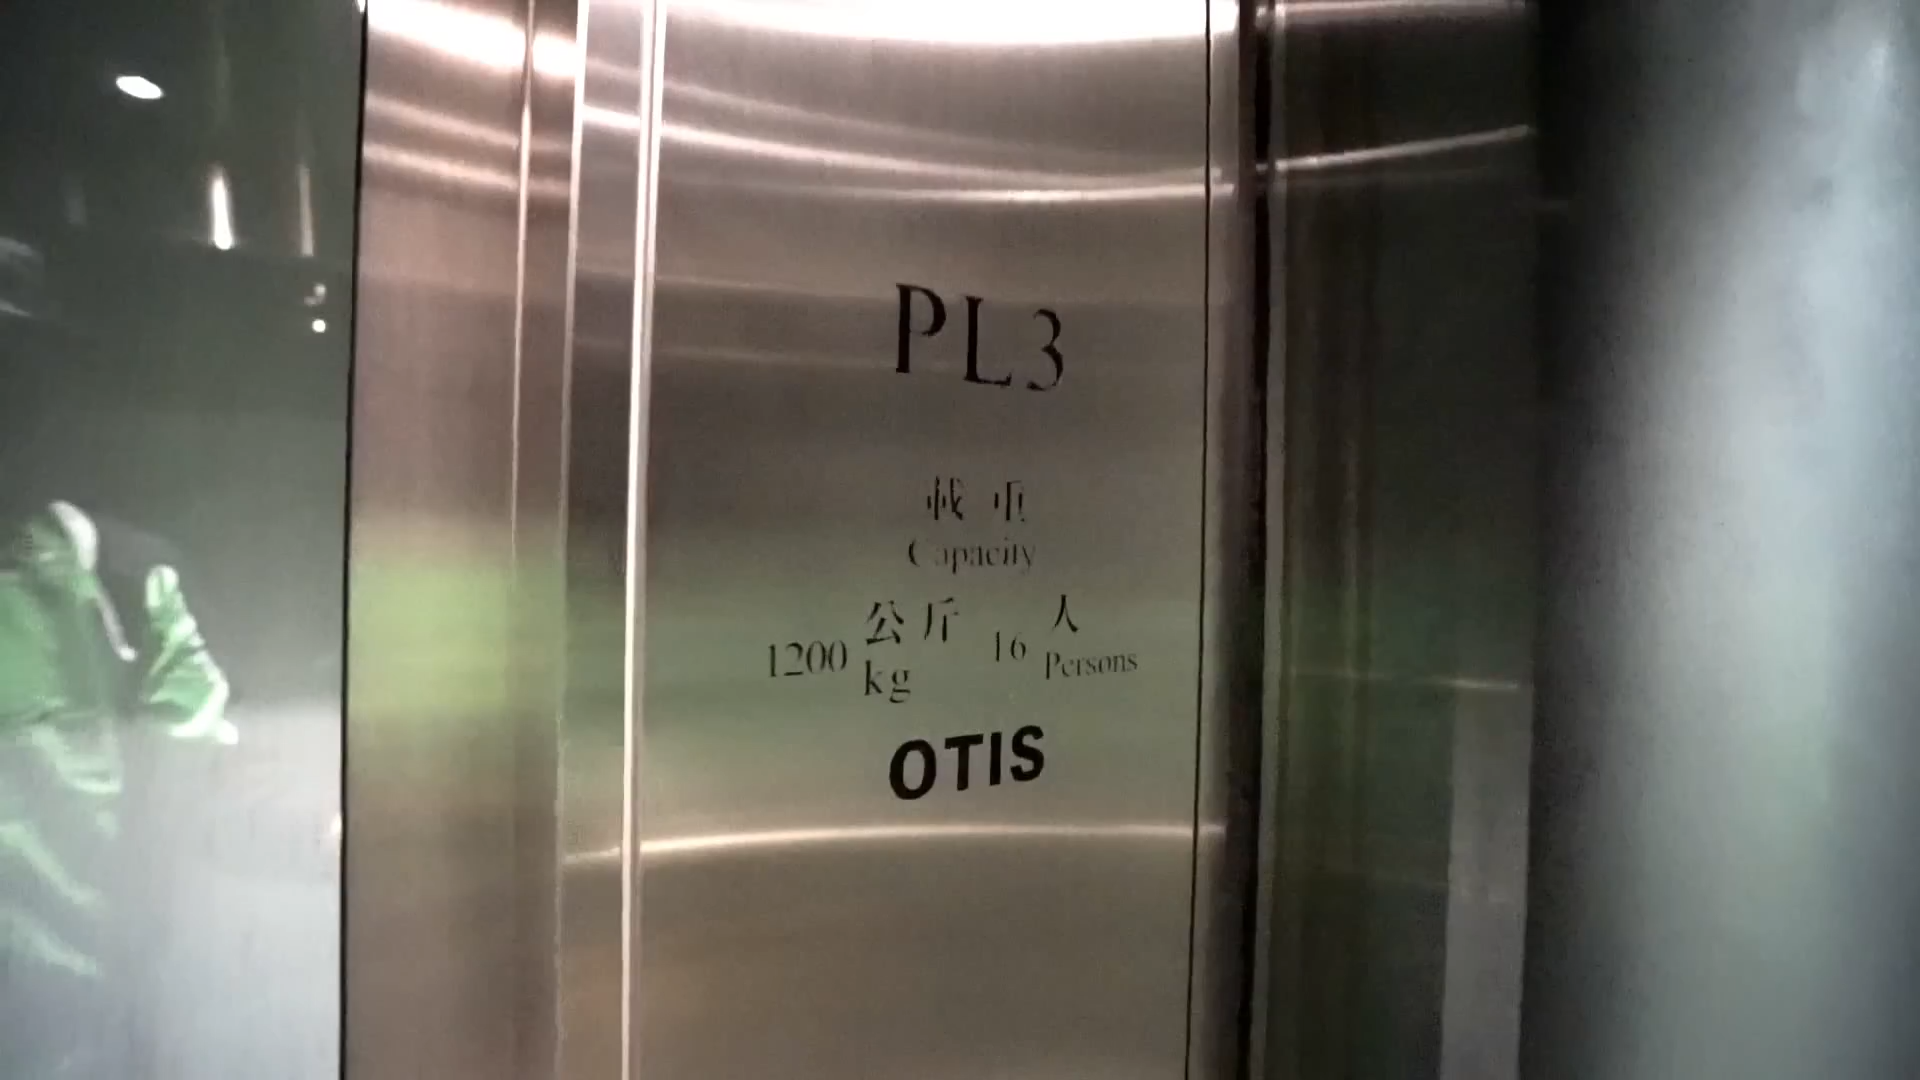 PL3
載重
Capacity
1200 公斤 kg 16 人 Persons
OTIS